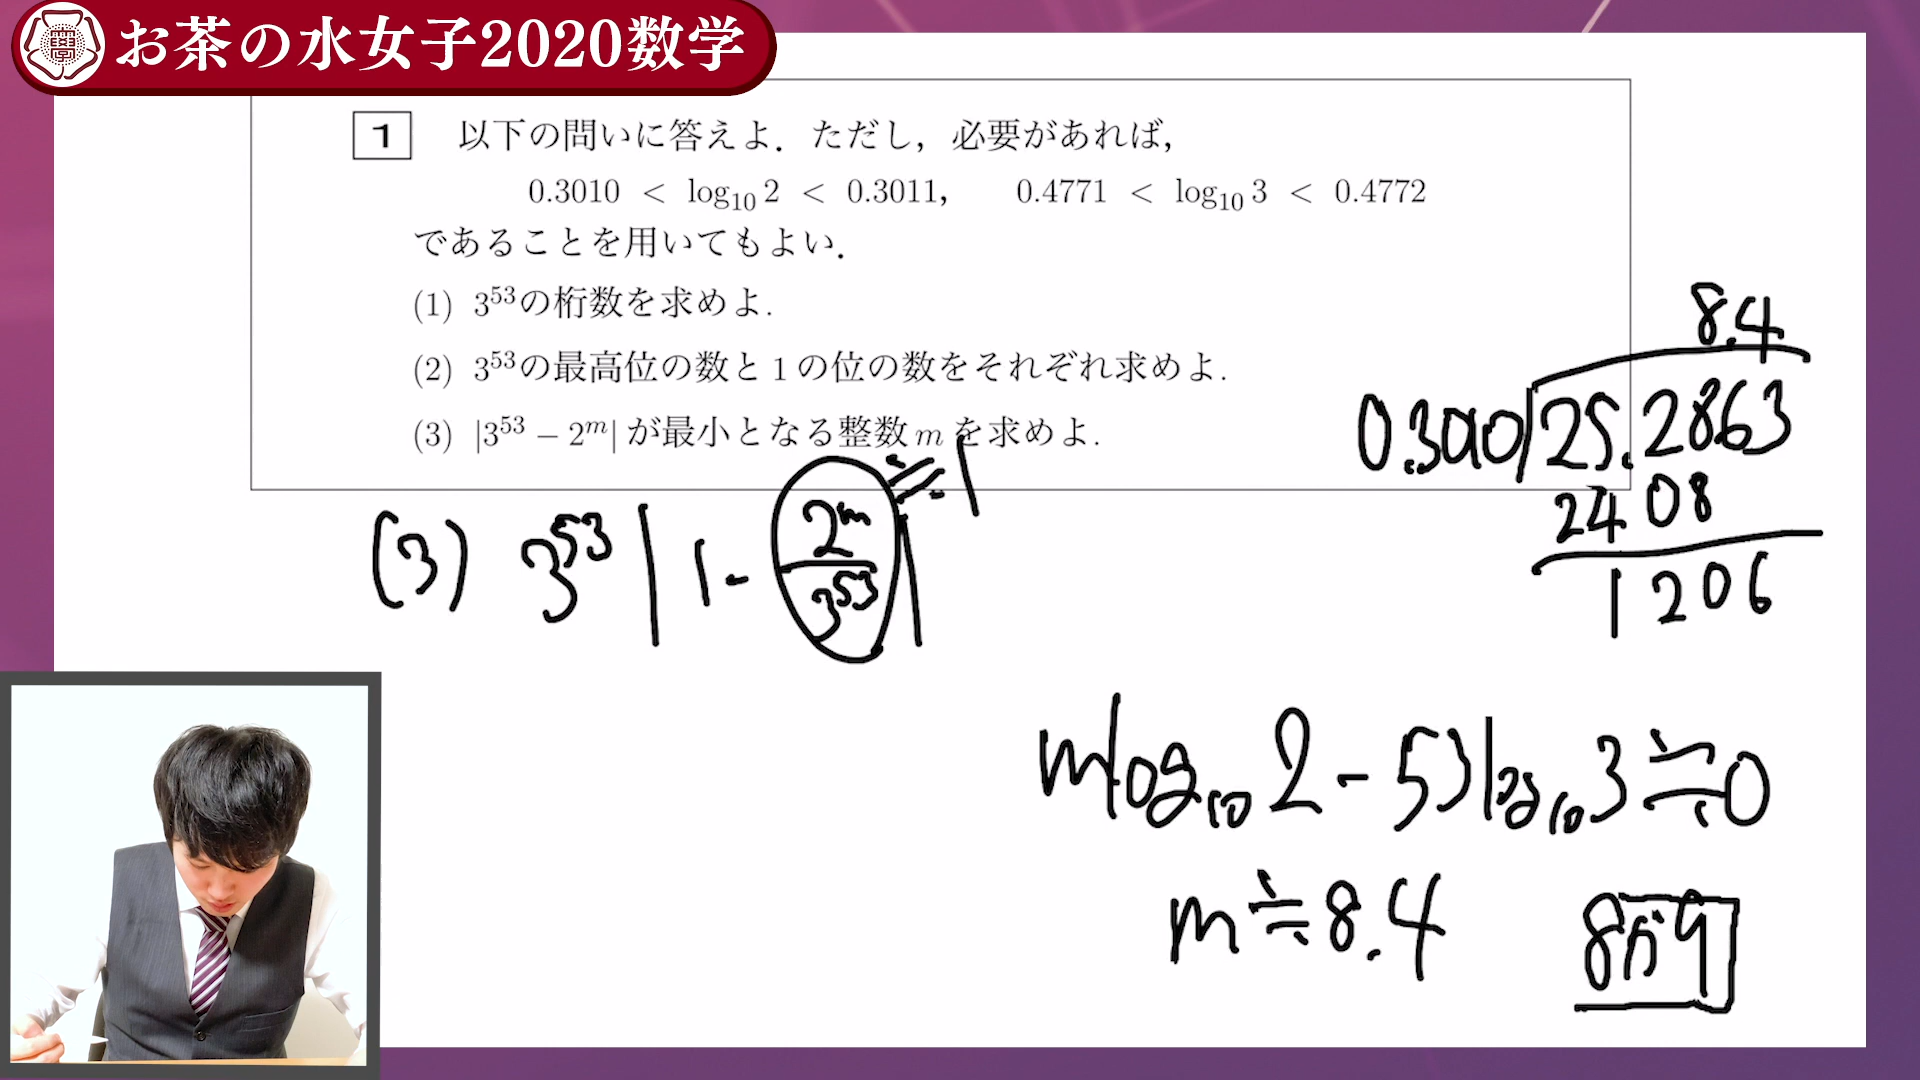 お茶の水女子2020数学
1 以下の問いに答えよ．ただし，必要があれば，
0.3010 < log₁₀ 2 < 0.3011, 0.4771 < log₁₀ 3 < 0.4772
であることを用いてもよい．
(1) 3⁵³の桁数を求めよ.
(2) 3⁵³の最高位の数と1の位の数をそれぞれ求めよ.
(3) |3⁵³ − 2ᵐ| が最小となる整数 m を求めよ.
8.4
0.3010 25.2863
24 08
1 206
(3) 3⁵³ | 1 - 2ᵐ/3⁵³ | ≒ 1
m log₁₀ 2 - 53 log₁₀ 3 ≒ 0
m ≒ 8.4 8か9